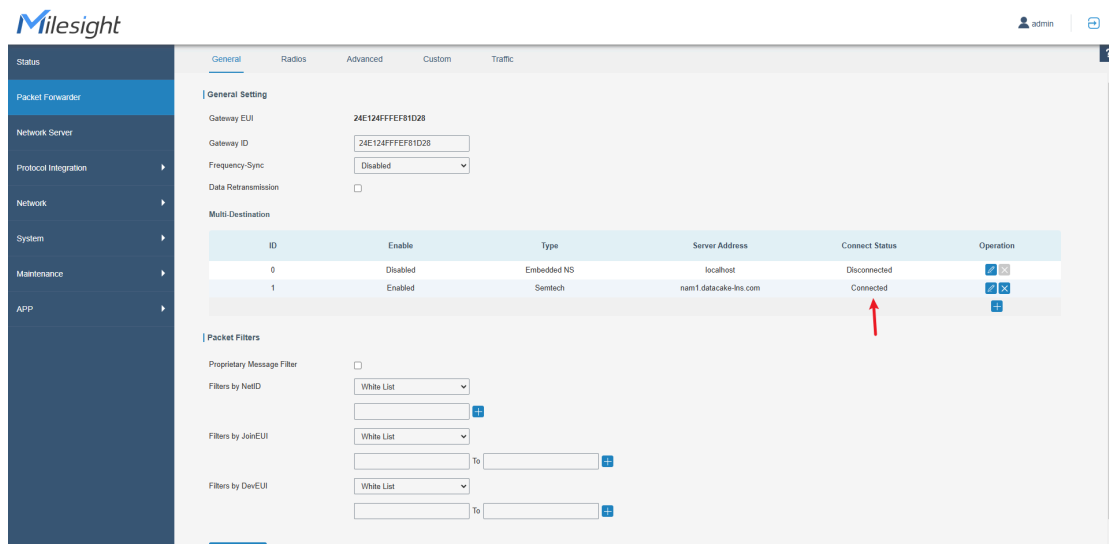 Milesight
admin
Status
General Radios Advanced Custom Traffic
?
Packet Forwarder
General Setting
Gateway EUI 24E124FFFEF81D28
Network Server
Gateway ID 24E124FFFEF81D28
Protocol Integration
Frequency-Sync Disabled
Data Retransmission
Network
Multi-Destination
System
ID Enable Type Server Address Connect Status Operation
Maintenance
0 Disabled Embedded NS localhost Disconnected
1 Enabled Semtech nam1.datacake-lns.com Connected
APP
Packet Filters
Proprietary Message Filter
Filters by NetID White List
Filters by JoinEUI White List
To
Filters by DevEUI White List
To